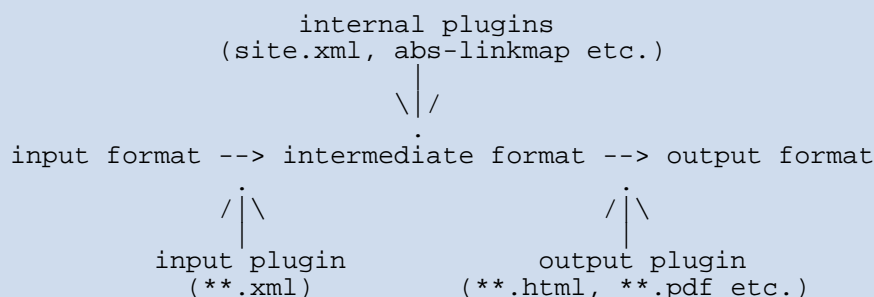 internal plugins
(site.xml, abs-linkmap etc.)
|
\|/
.
input format --> intermediate format --> output format
. .
/|\ /|\
| |
input plugin output plugin
(**.xml) (**.html, **.pdf etc.)